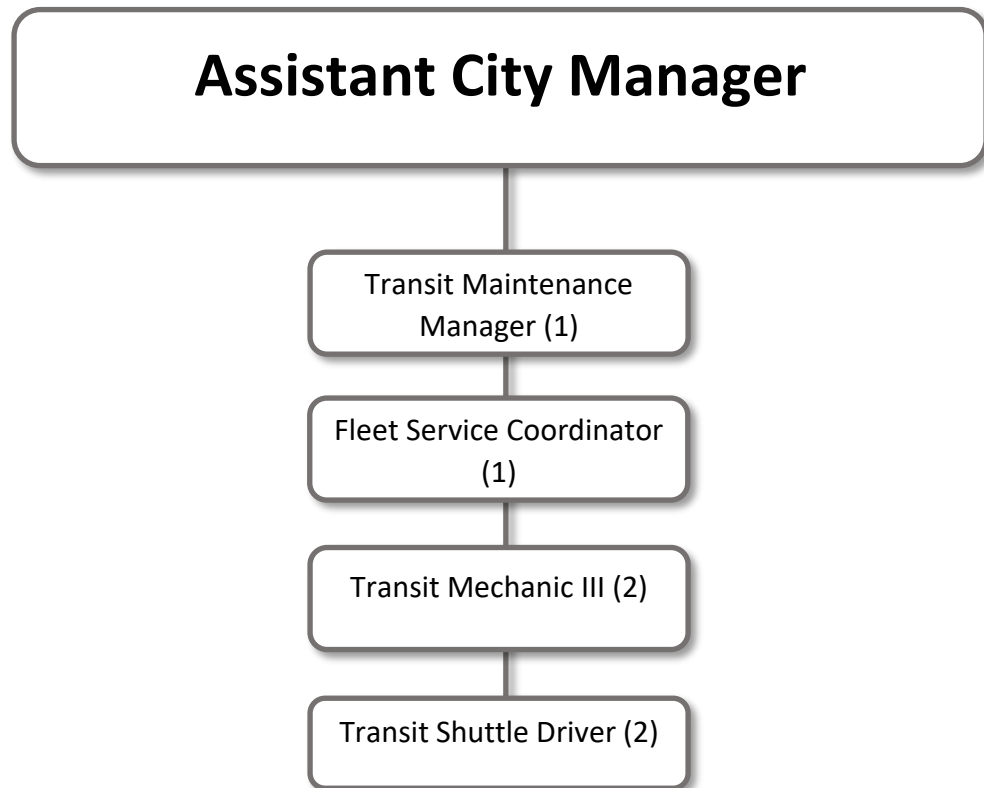 Assistant City Manager
Transit Maintenance
Manager (1)
Fleet Service Coordinator
(1)
Transit Mechanic III (2)
Transit Shuttle Driver (2)